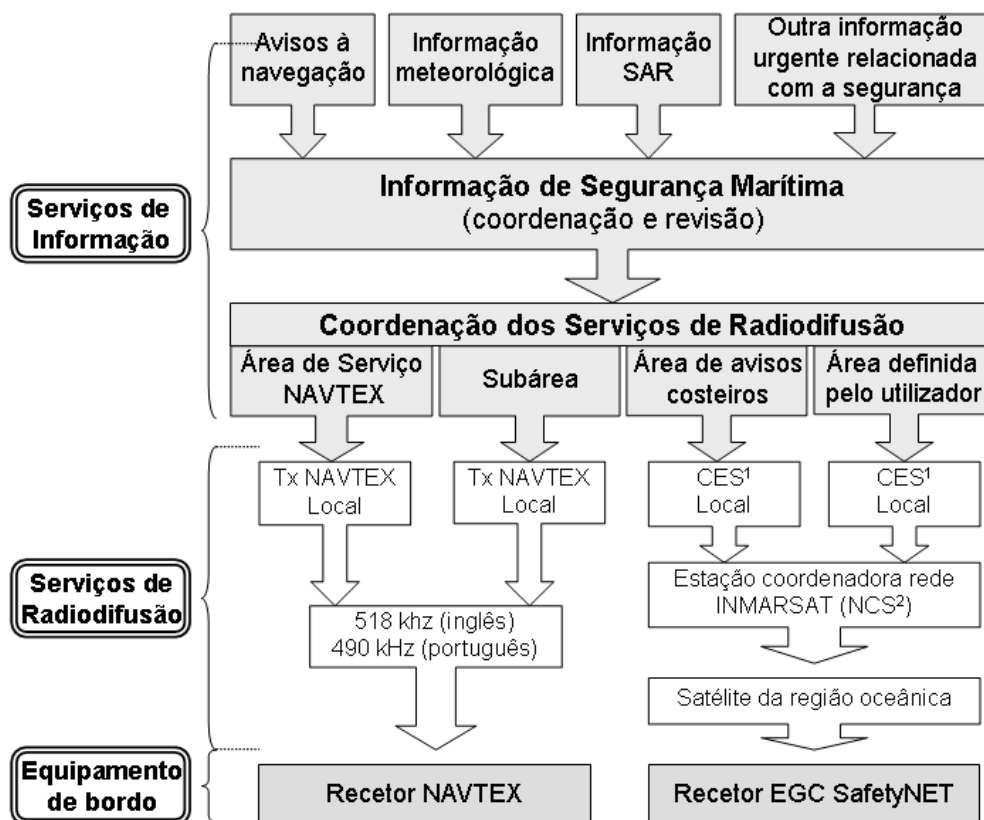 Avisos à
navegação
Informação
meteorológica
Informação
SAR
Outra informação
urgente relacionada
com a segurança
Serviços de
Informação
Informação de Segurança Marítima
(coordenação e revisão)
Coordenação dos Serviços de Radiodifusão
Área de Serviço
NAVTEX
Subárea
Área de avisos
costeiros
Área definida
pelo utilizador
Serviços de
Radiodifusão
Tx NAVTEX
Local
Tx NAVTEX
Local
CES¹
Local
CES¹
Local
518 khz (inglês)
490 kHz (português)
Estação coordenadora rede
INMARSAT (NCS²)
Satélite da região oceânica
Equipamento
de bordo
Recetor NAVTEX
Recetor EGC SafetyNET